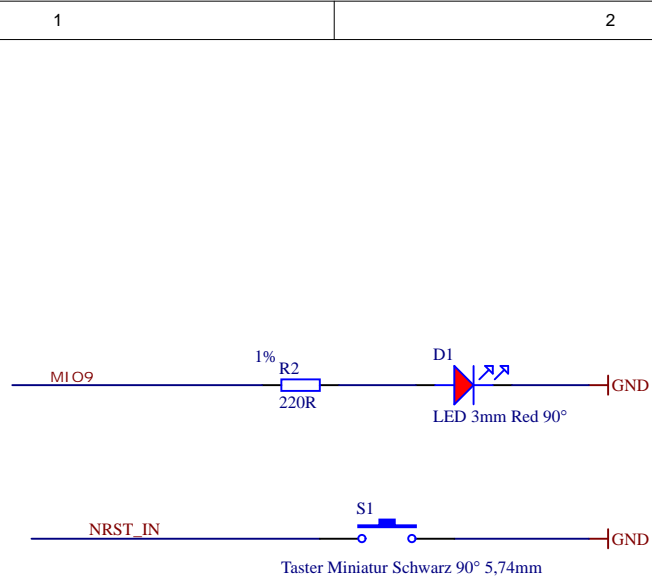 1 2
1%
R2
D1
MIO9
GND
220R
LED 3mm Red 90°
S1
NRST_IN
GND
Taster Miniatur Schwarz 90° 5,74mm